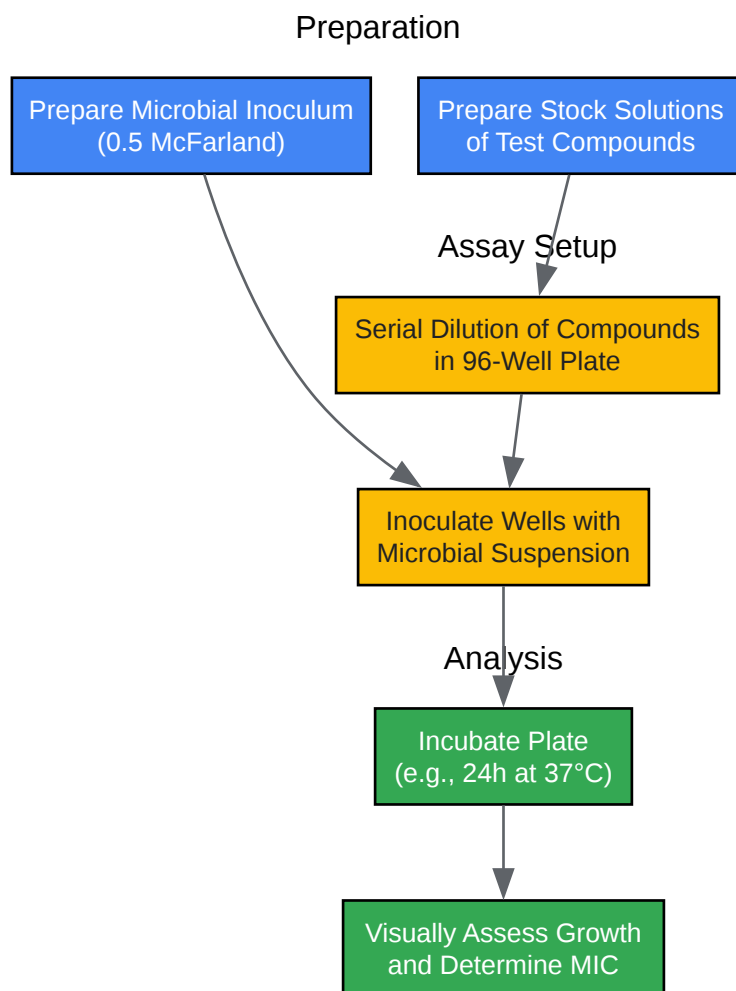 Preparation
Prepare Microbial Inoculum
(0.5 McFarland)
Prepare Stock Solutions
of Test Compounds
Assay Setup
Serial Dilution of Compounds
in 96-Well Plate
Inoculate Wells with
Microbial Suspension
Analysis
Incubate Plate
(e.g., 24h at 37°C)
Visually Assess Growth
and Determine MIC